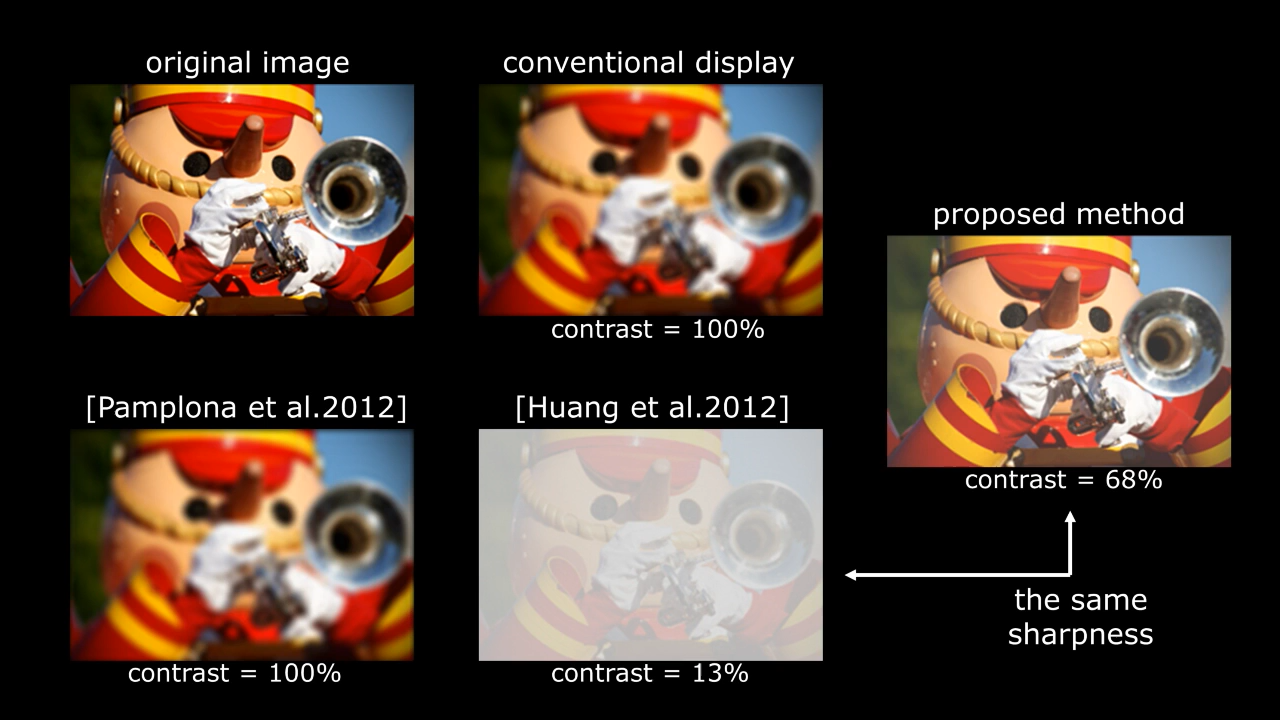 original image
conventional display
contrast = 100%
proposed method
contrast = 68%
[Pamplona et al.2012]
contrast = 100%
[Huang et al.2012]
contrast = 13%
the same
sharpness